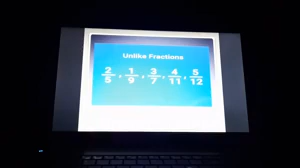 Unlike Fractions
2/5, 1/9, 3/7, 4/11, 5/12